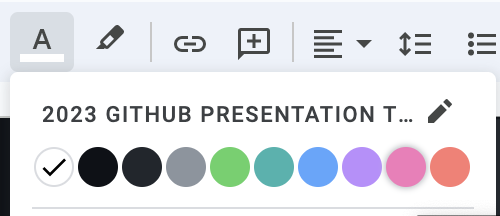 A
2023 GITHUB PRESENTATION T...